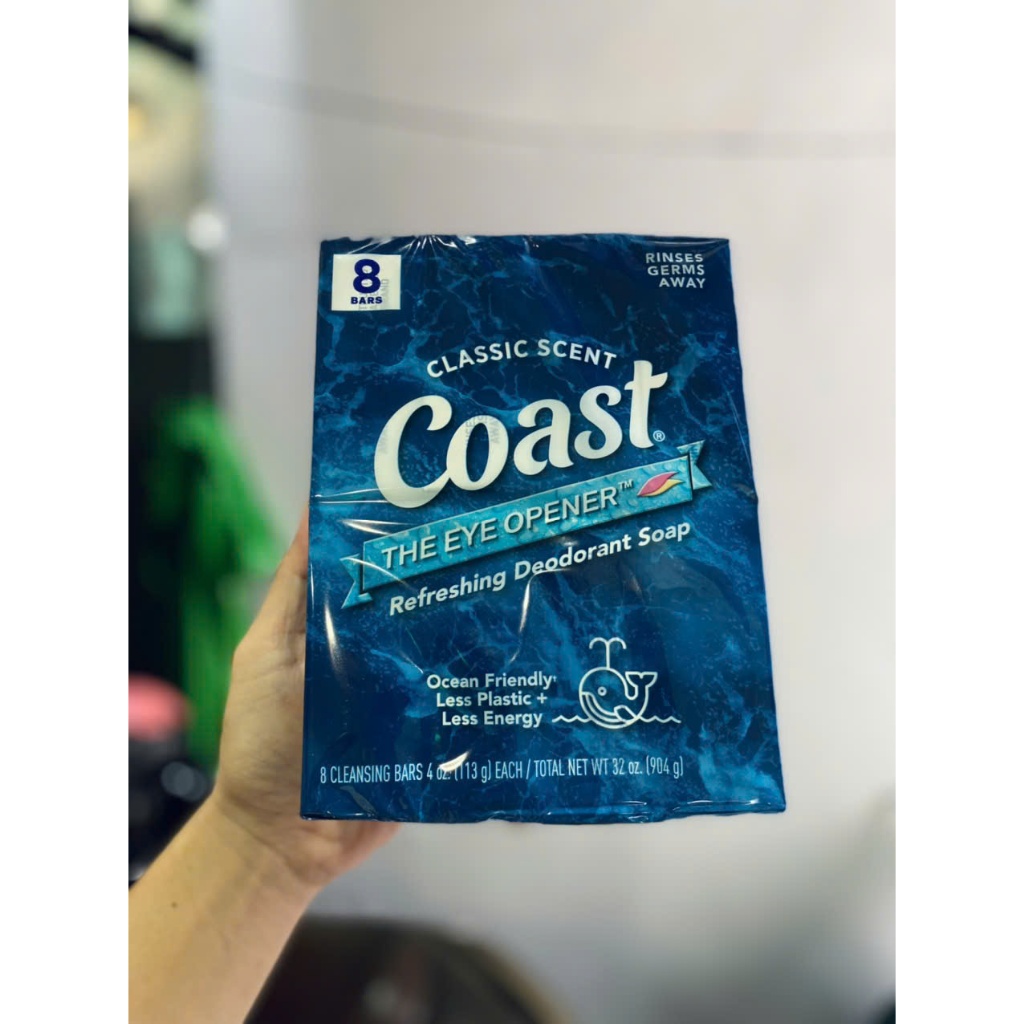 8
BARS
RINSES
GERMS
AWAY
CLASSIC SCENT
Coast®
THE EYE OPENER™
Refreshing Deodorant Soap
Ocean Friendly†
Less Plastic +
Less Energy
8 CLEANSING BARS 4 oz. (113 g) EACH / TOTAL NET WT 32 oz. (904 g)